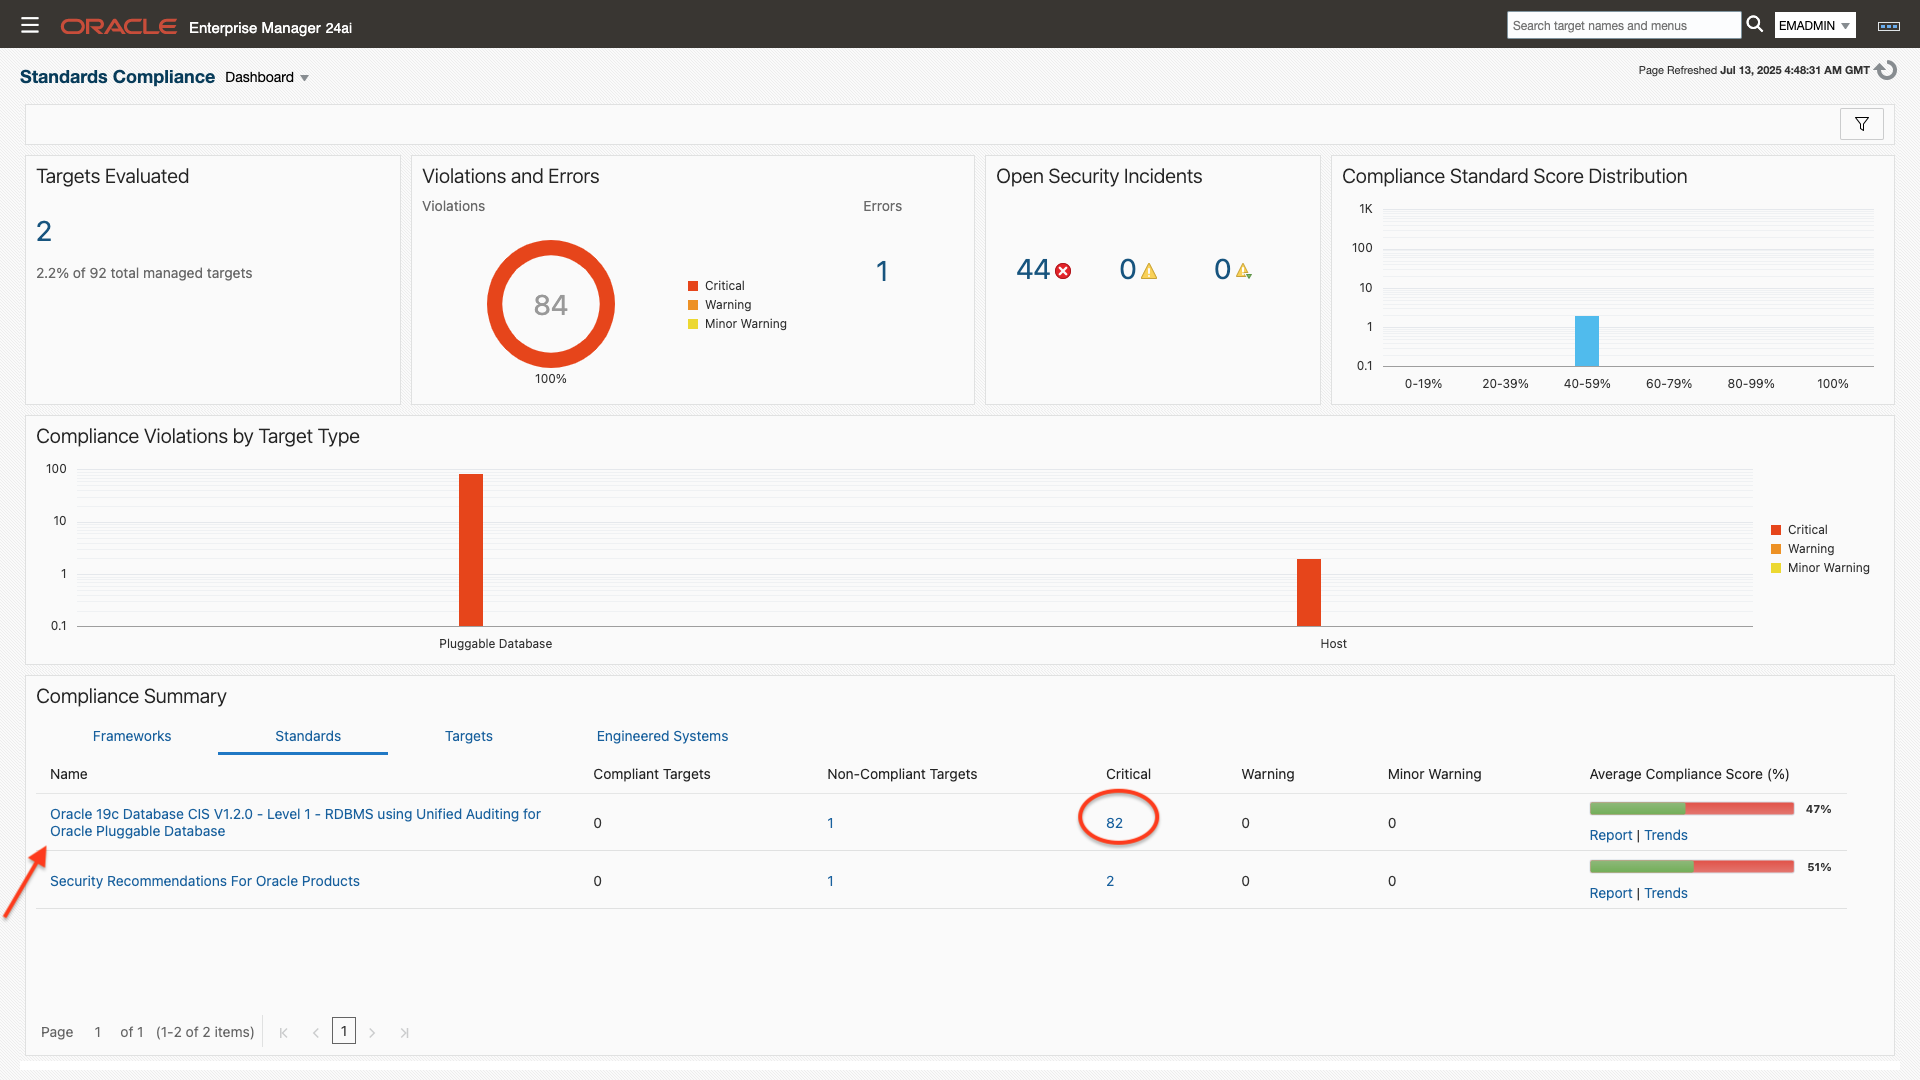 ORACLE Enterprise Manager 24ai
Search target names and menus
EMADMIN
Standards Compliance Dashboard
Page Refreshed Jul 13, 2025 4:48:31 AM GMT
Targets Evaluated
2
2.2% of 92 total managed targets
Violations and Errors
Violations
Errors
84
100%
Critical
Warning
Minor Warning
1
Open Security Incidents
44 0 0
Compliance Standard Score Distribution
1K
100
10
1
0.1
0-19% 20-39% 40-59% 60-79% 80-99% 100%
Compliance Violations by Target Type
100
10
1
0.1
Pluggable Database Host
Critical
Warning
Minor Warning
Compliance Summary
Frameworks Standards Targets Engineered Systems
Name Compliant Targets Non-Compliant Targets Critical Warning Minor Warning Average Compliance Score (%)
Oracle 19c Database CIS V1.2.0 - Level 1 - RDBMS using Unified Auditing for
Oracle Pluggable Database
0 1 82 0 0 47%
Report | Trends
Security Recommendations For Oracle Products 0 1 2 0 0 51%
Report | Trends
Page 1 of 1 (1-2 of 2 items) 1